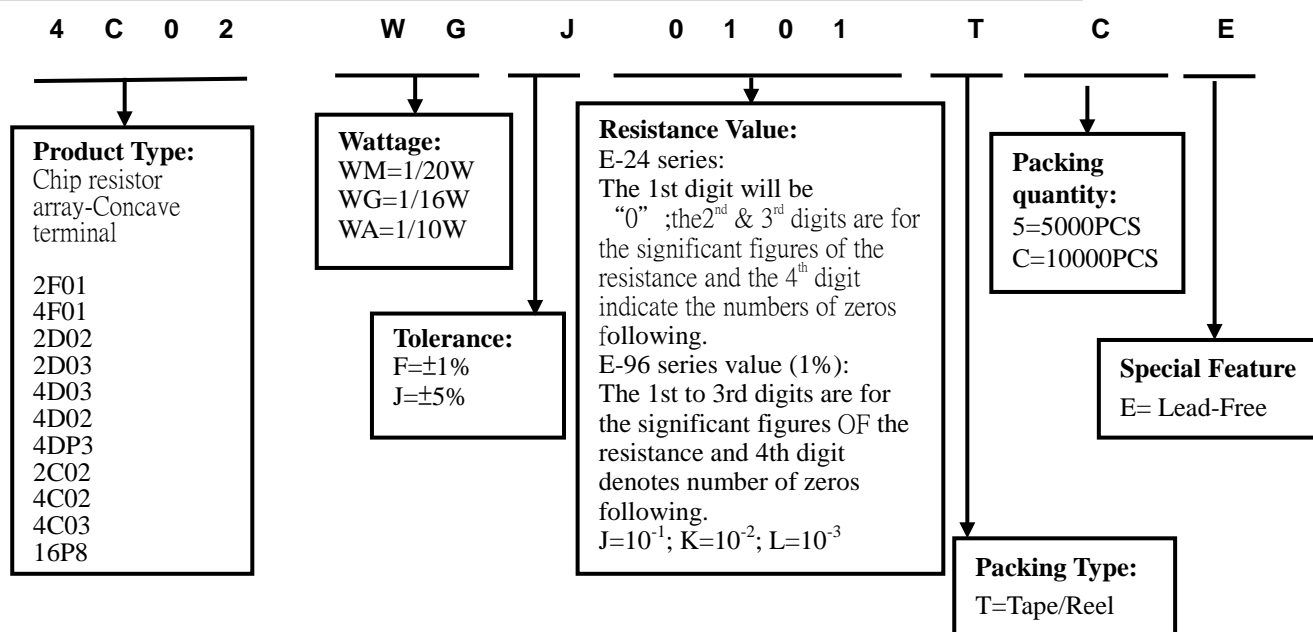 4 C 0 2 W G J 0 1 0 1 T C E
Product Type:
Chip resistor
array-Concave
terminal
2F01
4F01
2D02
2D03
4D03
4D02
4DP3
2C02
4C02
4C03
16P8
Wattage:
WM=1/20W
WG=1/16W
WA=1/10W
Tolerance:
F=±1%
J=±5%
Resistance Value:
E-24 series:
The 1st digit will be
“0” ;the2nd & 3rd digits are for
the significant figures of the
resistance and the 4th digit
indicate the numbers of zeros
following.
E-96 series value (1%):
The 1st to 3rd digits are for
the significant figures OF the
resistance and 4th digit
denotes number of zeros
following.
J=10-1; K=10-2; L=10-3
Packing Type:
T=Tape/Reel
Packing
quantity:
5=5000PCS
C=10000PCS
Special Feature
E= Lead-Free